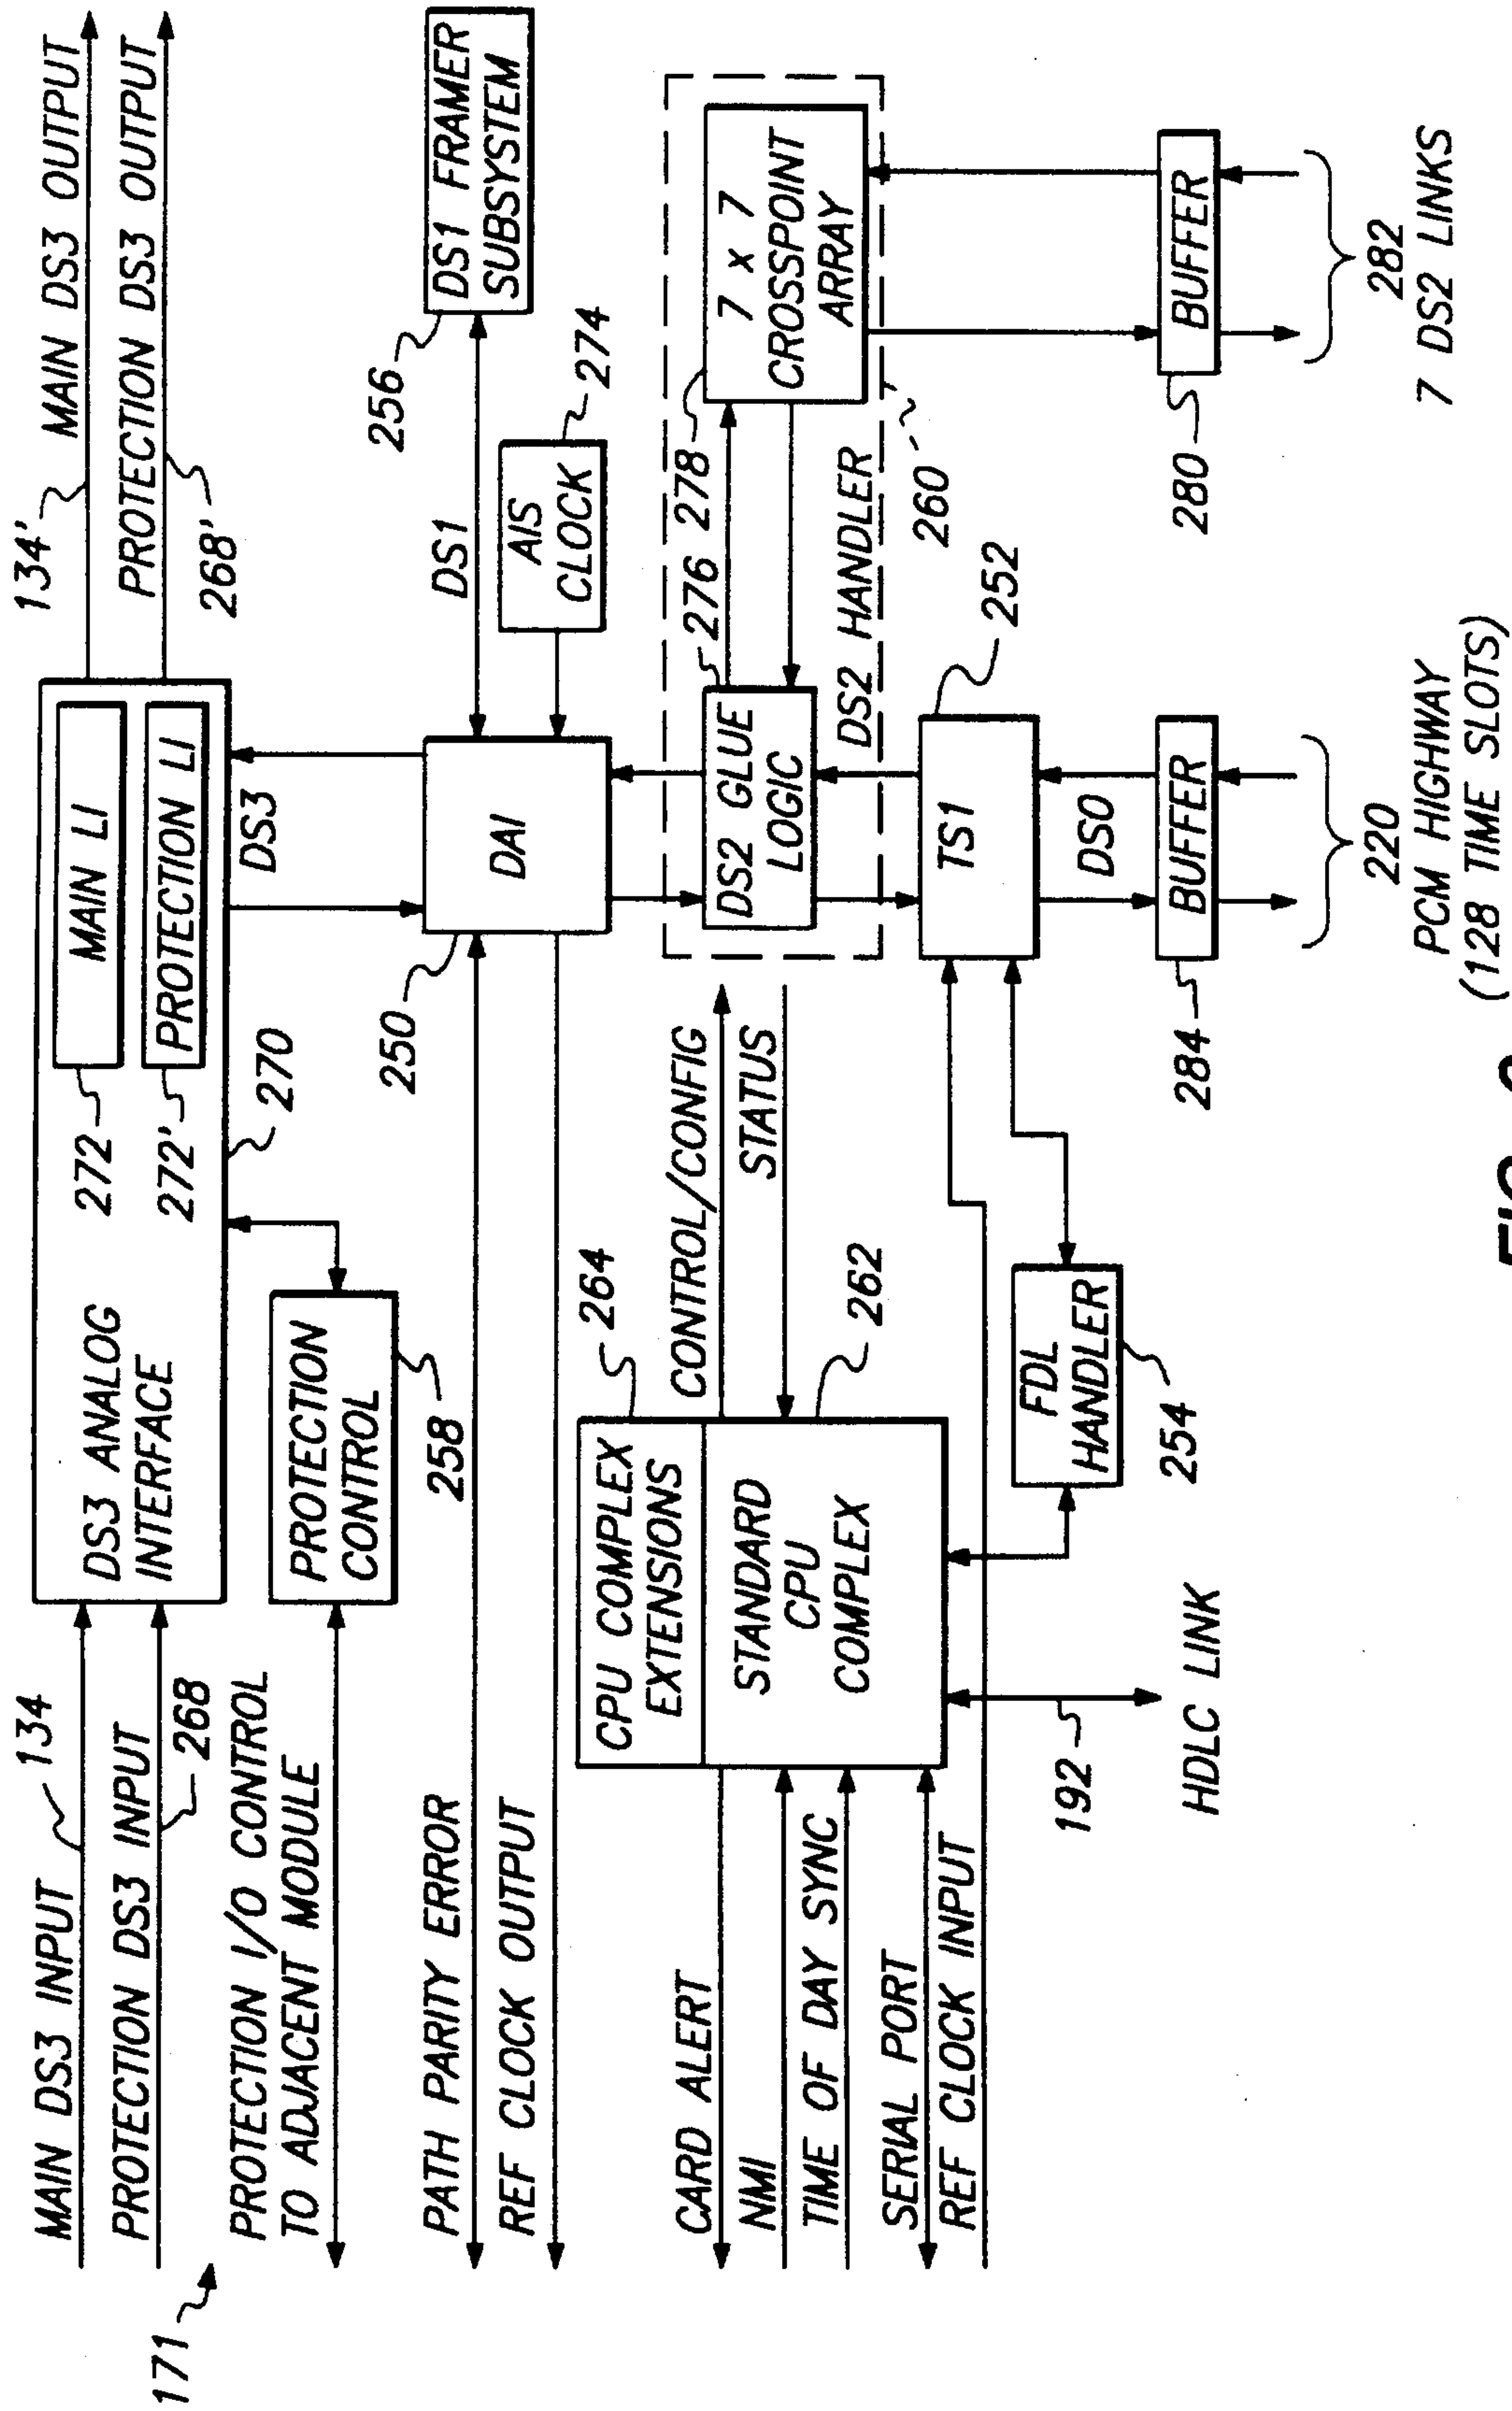 171
MAIN DS3 INPUT
134
PROTECTION DS3 INPUT
268
PROTECTION I/O CONTROL
TO ADJACENT MODULE
DS3 ANALOG
INTERFACE
272
MAIN LI
272'
PROTECTION LI
270
134'
MAIN DS3 OUTPUT
PROTECTION DS3 OUTPUT
268'
PROTECTION
CONTROL
258
DS3
PATH PARITY ERROR
REF CLOCK OUTPUT
250
DAI
DS1
256
DS1 FRAMER
SUBSYSTEM
AIS
CLOCK
274
264
CPU COMPLEX
EXTENSIONS
STANDARD
CPU
COMPLEX
262
CONTROL/CONFIG
STATUS
CARD ALERT
NMI
TIME OF DAY SYNC
SERIAL PORT
REF CLOCK INPUT
276
278
DS2 GLUE
LOGIC
7 x 7
CROSSPOINT
ARRAY
DS2 HANDLER
260
252
TS1
DS0
FDL
HANDLER
254
192
HDLC LINK
284
BUFFER
280
BUFFER
220
PCM HIGHWAY
(128 TIME SLOTS)
282
7 DS2 LINKS